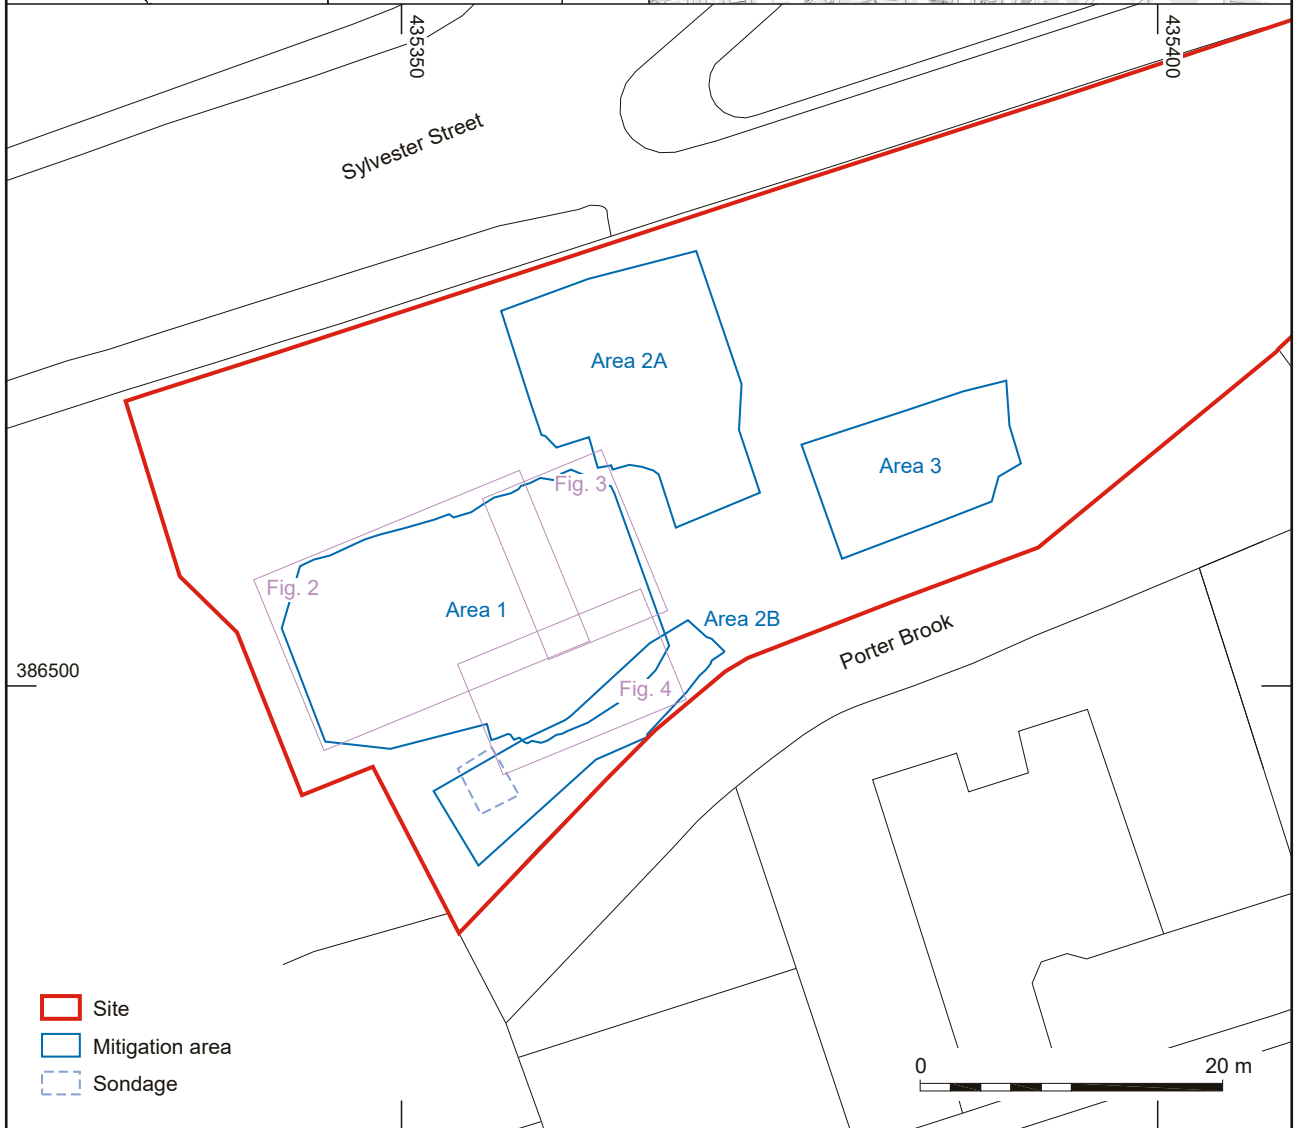 435350
435400
Sylvester Street
Area 2A
Area 3
Fig. 3
Fig. 2
Area 1
Area 2B
Porter Brook
386500
Fig. 4
Site
Mitigation area
Sondage
0
20 m